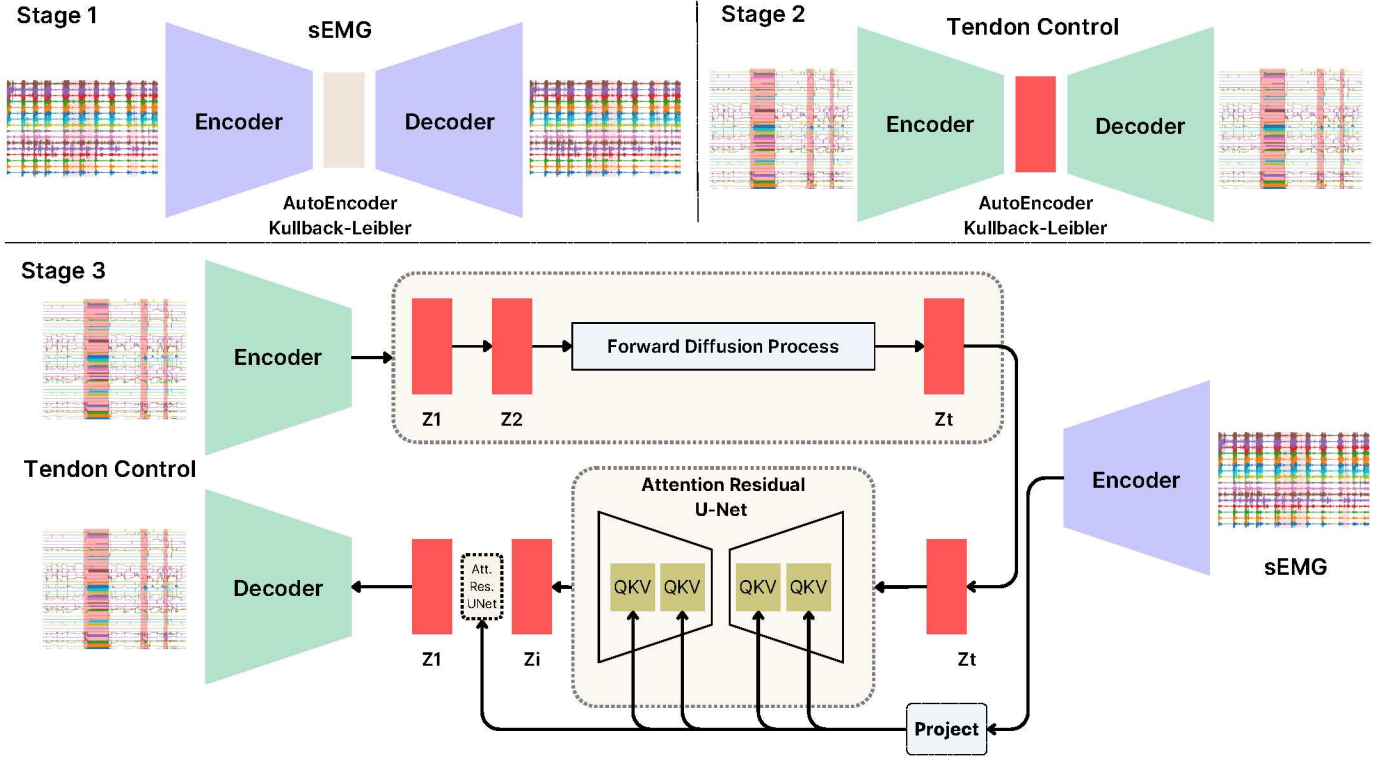 Stage 1
sEMG
Encoder
Decoder
AutoEncoder
Kullback-Leibler
Stage 2
Tendon Control
Encoder
Decoder
AutoEncoder
Kullback-Leibler
Stage 3
Encoder
Z1
Z2
Forward Diffusion Process
Zt
Encoder
sEMG
Tendon Control
Decoder
Z1
Att.
Res.
UNet
Zi
Attention Residual
U-Net
QKV
QKV
QKV
QKV
Zt
Project